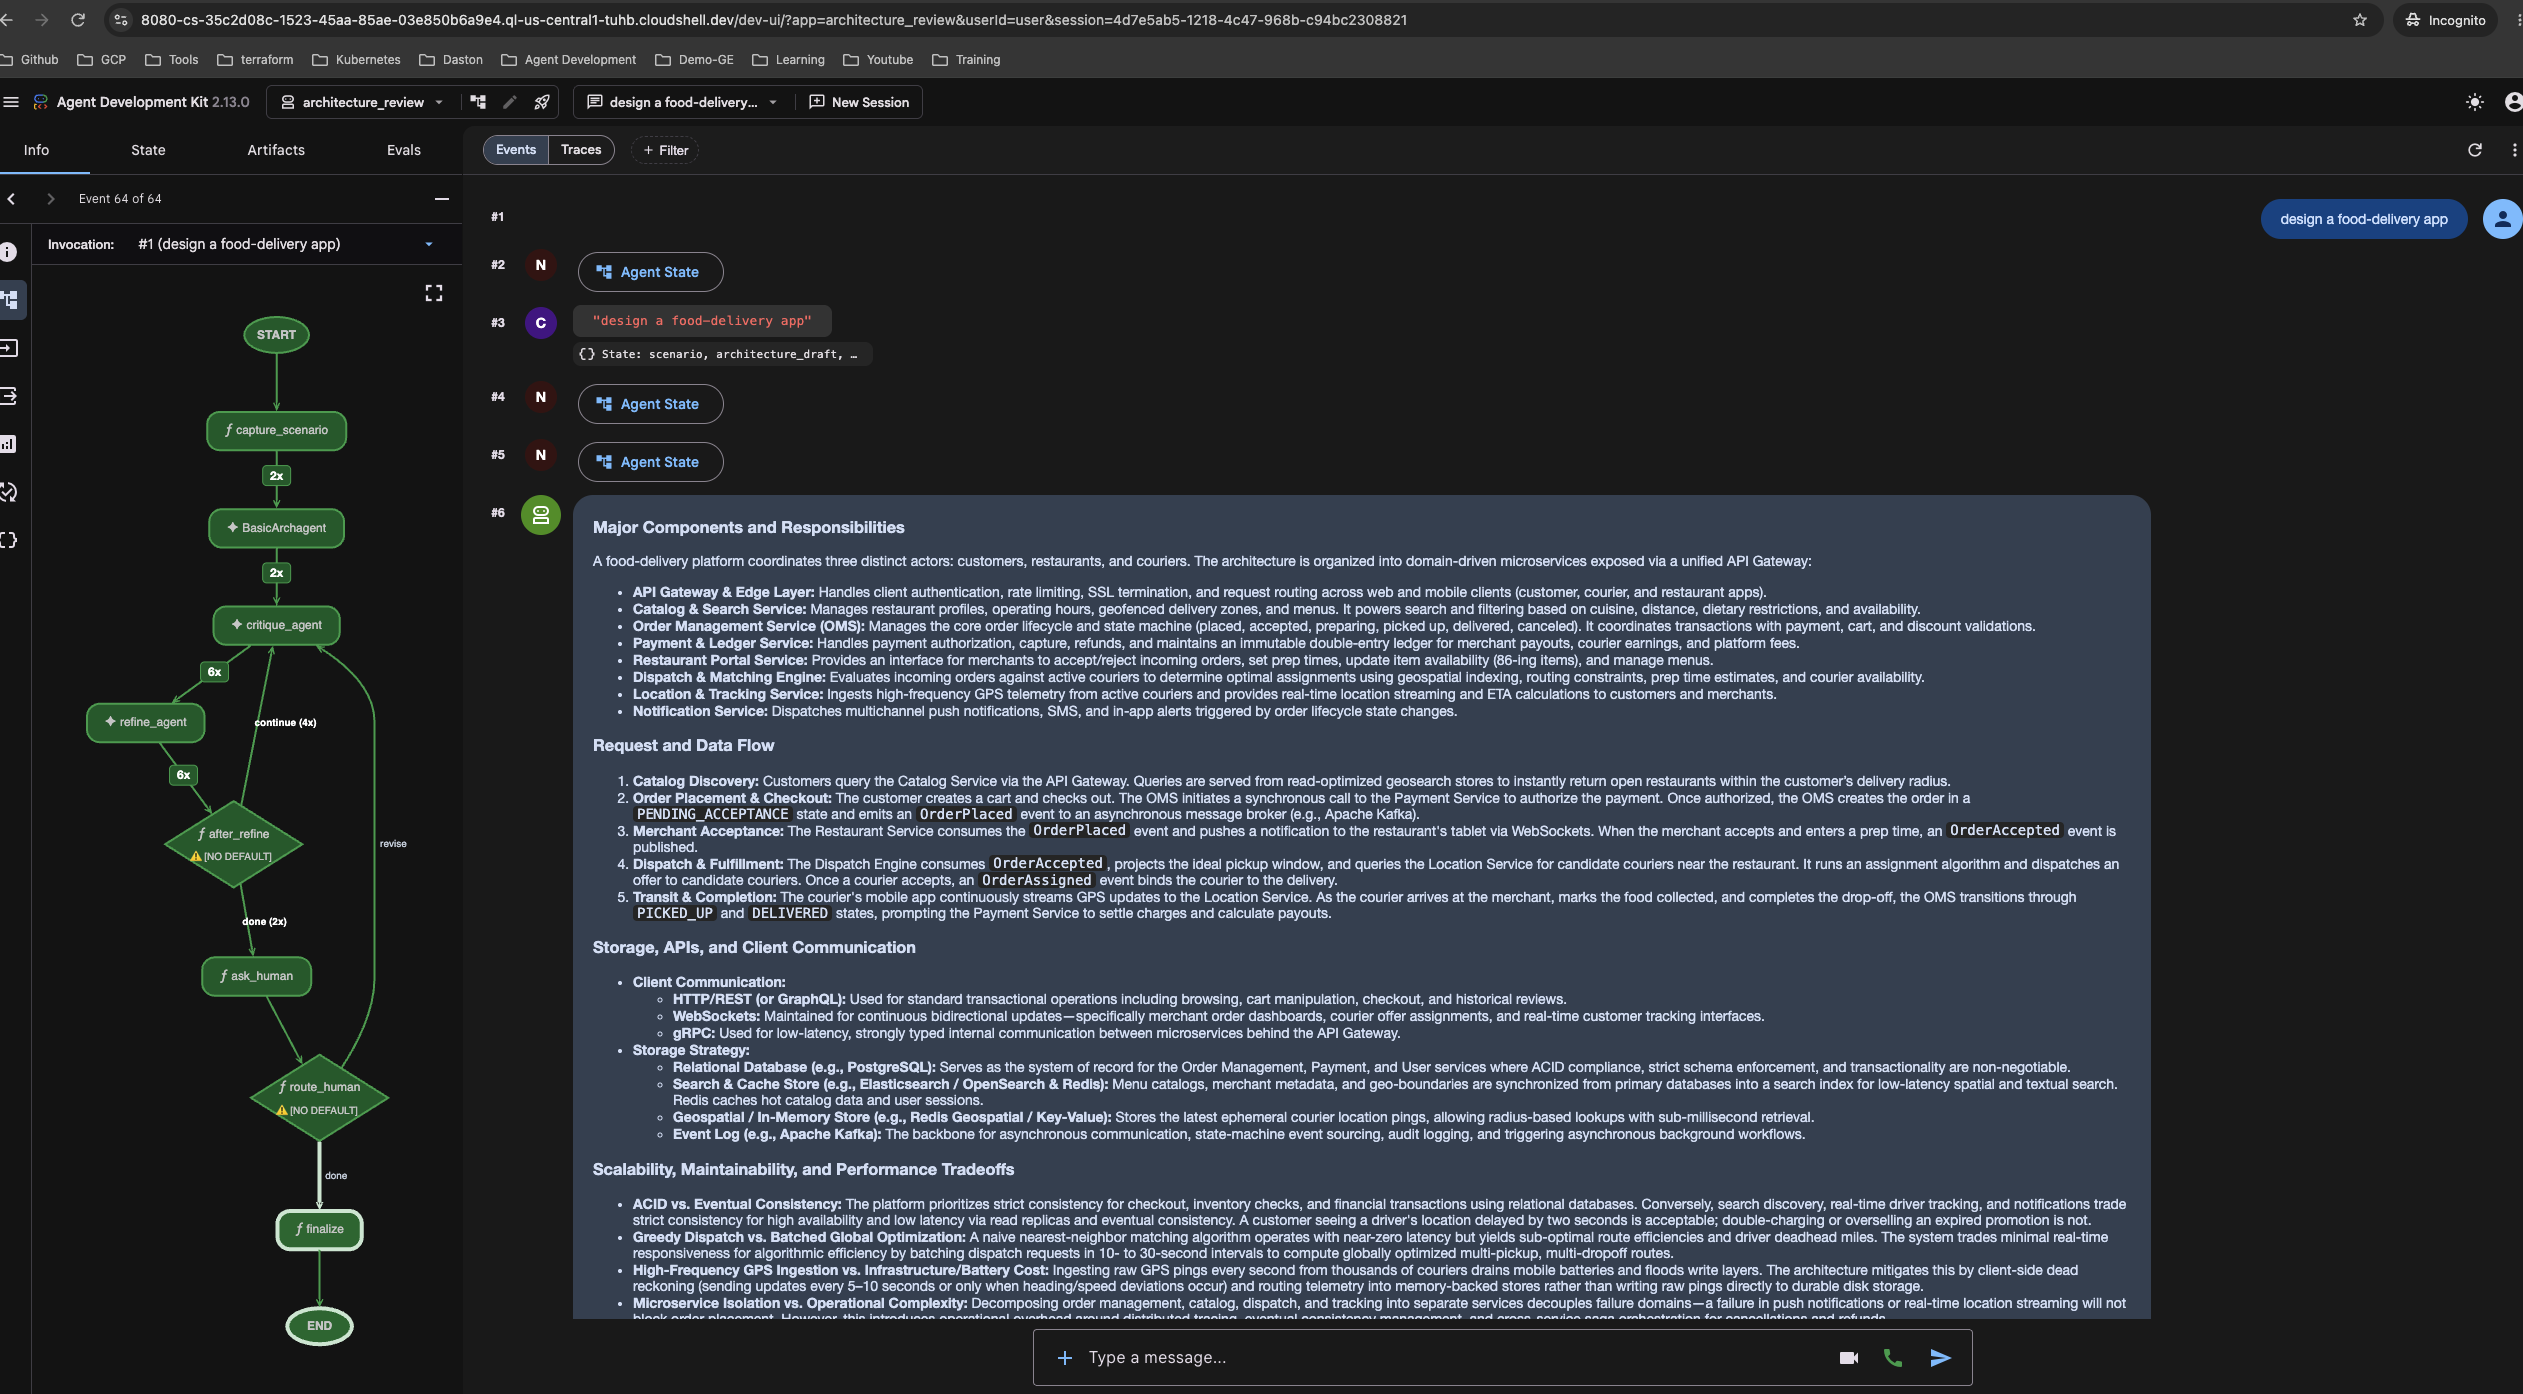 8080-cs-35c2d08c-1523-45aa-85ae-03e850b6a9e4.ql-us-central1-tuhb.cloudshell.dev/dev-ui/?app=architecture_review&userId=user&session=4d7e5ab5-1218-4c47-968b-c94bc2308821
Incognito
Github GCP Tools terraform Kubernetes Daston Agent Development Demo-GE Learning Youtube Training
Agent Development Kit 2.13.0
architecture_review
design a food-delivery...
New Session
Info State Artifacts Evals
Events Traces + Filter
Event 64 of 64
Invocation: #1 (design a food-delivery app)
START
f capture_scenario
2x
BasicArchagent
2x
critique_agent
6x
refine_agent
continue (4x)
6x
f after_refine
[NO DEFAULT]
revise
done (2x)
f ask_human
f route_human
[NO DEFAULT]
done
f finalize
END
#1
design a food-delivery app
#2 N Agent State
#3 C "design a food-delivery app"
{} State: scenario, architecture_draft, …
#4 N Agent State
#5 N Agent State
#6
Major Components and Responsibilities
A food-delivery platform coordinates three distinct actors: customers, restaurants, and couriers. The architecture is organized into domain-driven microservices exposed via a unified API Gateway:
• API Gateway & Edge Layer: Handles client authentication, rate limiting, SSL termination, and request routing across web and mobile clients (customer, courier, and restaurant apps).
• Catalog & Search Service: Manages restaurant profiles, operating hours, geofenced delivery zones, and menus. It powers search and filtering based on cuisine, distance, dietary restrictions, and availability.
• Order Management Service (OMS): Manages the core order lifecycle and state machine (placed, accepted, preparing, picked up, delivered, canceled). It coordinates transactions with payment, cart, and discount validations.
• Payment & Ledger Service: Handles payment authorization, capture, refunds, and maintains an immutable double-entry ledger for merchant payouts, courier earnings, and platform fees.
• Restaurant Portal Service: Provides an interface for merchants to accept/reject incoming orders, set prep times, update item availability (86-ing items), and manage menus.
• Dispatch & Matching Engine: Evaluates incoming orders against active couriers to determine optimal assignments using geospatial indexing, routing constraints, prep time estimates, and courier availability.
• Location & Tracking Service: Ingests high-frequency GPS telemetry from active couriers and provides real-time location streaming and ETA calculations to customers and merchants.
• Notification Service: Dispatches multichannel push notifications, SMS, and in-app alerts triggered by order lifecycle state changes.
Request and Data Flow
1. Catalog Discovery: Customers query the Catalog Service via the API Gateway. Queries are served from read-optimized geosearch stores to instantly return open restaurants within the customer's delivery radius.
2. Order Placement & Checkout: The customer creates a cart and checks out. The OMS initiates a synchronous call to the Payment Service to authorize the payment. Once authorized, the OMS creates the order in a
PENDING_ACCEPTANCE state and emits an OrderPlaced event to an asynchronous message broker (e.g., Apache Kafka).
3. Merchant Acceptance: The Restaurant Service consumes the OrderPlaced event and pushes a notification to the restaurant's tablet via WebSockets. When the merchant accepts and enters a prep time, an OrderAccepted event is
published.
4. Dispatch & Fulfillment: The Dispatch Engine consumes OrderAccepted, projects the ideal pickup window, and queries the Location Service for candidate couriers near the restaurant. It runs an assignment algorithm and dispatches an
offer to candidate couriers. Once a courier accepts, an OrderAssigned event binds the courier to the delivery.
5. Transit & Completion: The courier's mobile app continuously streams GPS updates to the Location Service. As the courier arrives at the merchant, marks the food collected, and completes the drop-off, the OMS transitions through
PICKED_UP and DELIVERED states, prompting the Payment Service to settle charges and calculate payouts.
Storage, APIs, and Client Communication
• Client Communication:
◦ HTTP/REST (or GraphQL): Used for standard transactional operations including browsing, cart manipulation, checkout, and historical reviews.
◦ WebSockets: Maintained for continuous bidirectional updates—specifically merchant order dashboards, courier offer assignments, and real-time customer tracking interfaces.
◦ gRPC: Used for low-latency, strongly typed internal communication between microservices behind the API Gateway.
• Storage Strategy:
◦ Relational Database (e.g., PostgreSQL): Serves as the system of record for the Order Management, Payment, and User services where ACID compliance, strict schema enforcement, and transactionality are non-negotiable.
◦ Search & Cache Store (e.g., Elasticsearch / OpenSearch & Redis): Menu catalogs, merchant metadata, and geo-boundaries are synchronized from primary databases into a search index for low-latency spatial and textual search.
Redis caches hot catalog data and user sessions.
◦ Geospatial / In-Memory Store (e.g., Redis Geospatial / Key-Value): Stores the latest ephemeral courier location pings, allowing radius-based lookups with sub-millisecond retrieval.
◦ Event Log (e.g., Apache Kafka): The backbone for asynchronous communication, state-machine event sourcing, audit logging, and triggering asynchronous background workflows.
Scalability, Maintainability, and Performance Tradeoffs
• ACID vs. Eventual Consistency: The platform prioritizes strict consistency for checkout, inventory checks, and financial transactions using relational databases. Conversely, search discovery, real-time driver tracking, and notifications trade
strict consistency for high availability and low latency via read replicas and eventual consistency. A customer seeing a driver's location delayed by two seconds is acceptable; double-charging or overselling an expired promotion is not.
• Greedy Dispatch vs. Batched Global Optimization: A naive nearest-neighbor matching algorithm operates with near-zero latency but yields sub-optimal route efficiencies and driver deadhead miles. The system trades minimal real-time
responsiveness for algorithmic efficiency by batching dispatch requests in 10- to 30-second intervals to compute globally optimized multi-pickup, multi-dropoff routes.
• High-Frequency GPS Ingestion vs. Infrastructure/Battery Cost: Ingesting raw GPS pings every second from thousands of couriers drains mobile batteries and floods write layers. The architecture mitigates this by client-side dead
reckoning (sending updates every 5–10 seconds or only when heading/speed deviations occur) and routing telemetry into memory-backed stores rather than writing raw pings directly to durable disk storage.
• Microservice Isolation vs. Operational Complexity: Decomposing order management, catalog, dispatch, and tracking into separate services decouples failure domains—a failure in push notifications or real-time location streaming will not
block order placement. However, this introduces operational overhead around distributed tracing, eventual consistency management, and cross-service saga orchestration for cancellations and refunds.
Type a message...